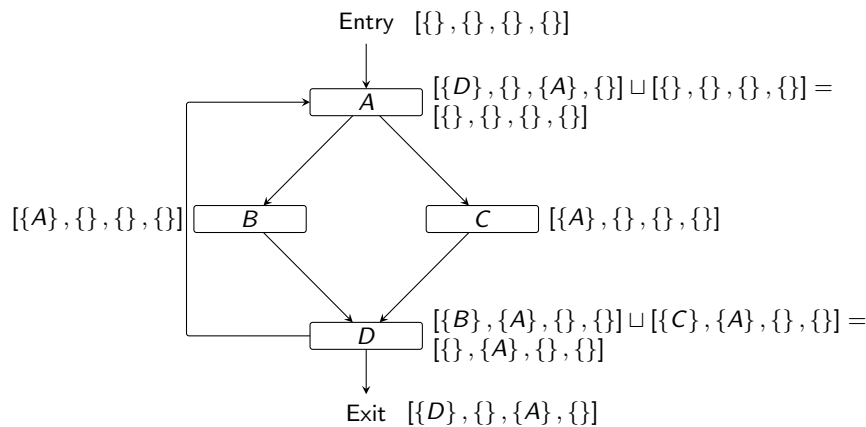 Entry [{} , {} , {} , {}]
A
[{D} , {} , {A} , {}] ⊔ [{} , {} , {} , {}] =
[{} , {} , {} , {}]
[{A} , {} , {} , {}]
B
C
[{A} , {} , {} , {}]
D
[{B} , {A} , {} , {}] ⊔ [{C} , {A} , {} , {}] =
[{} , {A} , {} , {}]
Exit [{D} , {} , {A} , {}]